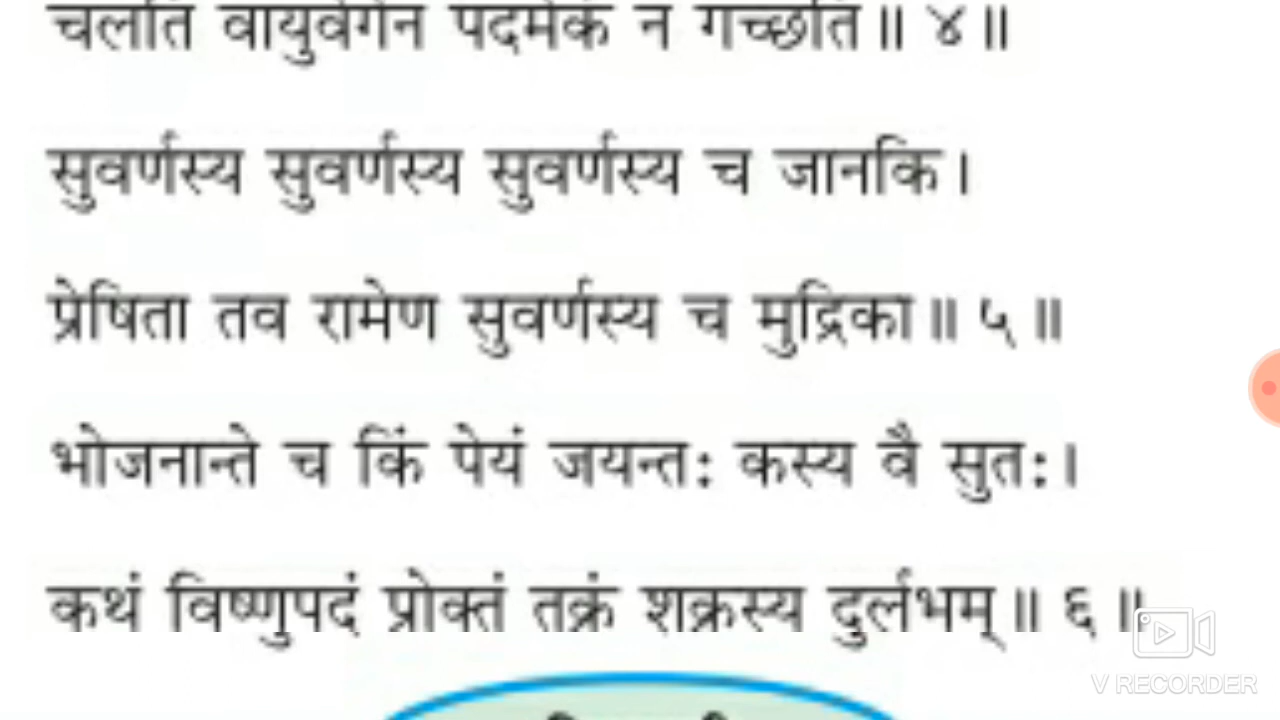 चलति वायुवेगेन पदमेकं न गच्छति॥ ४॥
सुवर्णस्य सुवर्णस्य सुवर्णस्य च जानकि।
प्रेषिता तव रामेण सुवर्णस्य च मुद्रिका॥ ५॥
भोजनान्ते च किं पेयं जयन्तः कस्य वै सुतः।
कथं विष्णुपदं प्रोक्तं तक्रं शक्रस्य दुर्लभम्॥ ६॥
V RECORDER